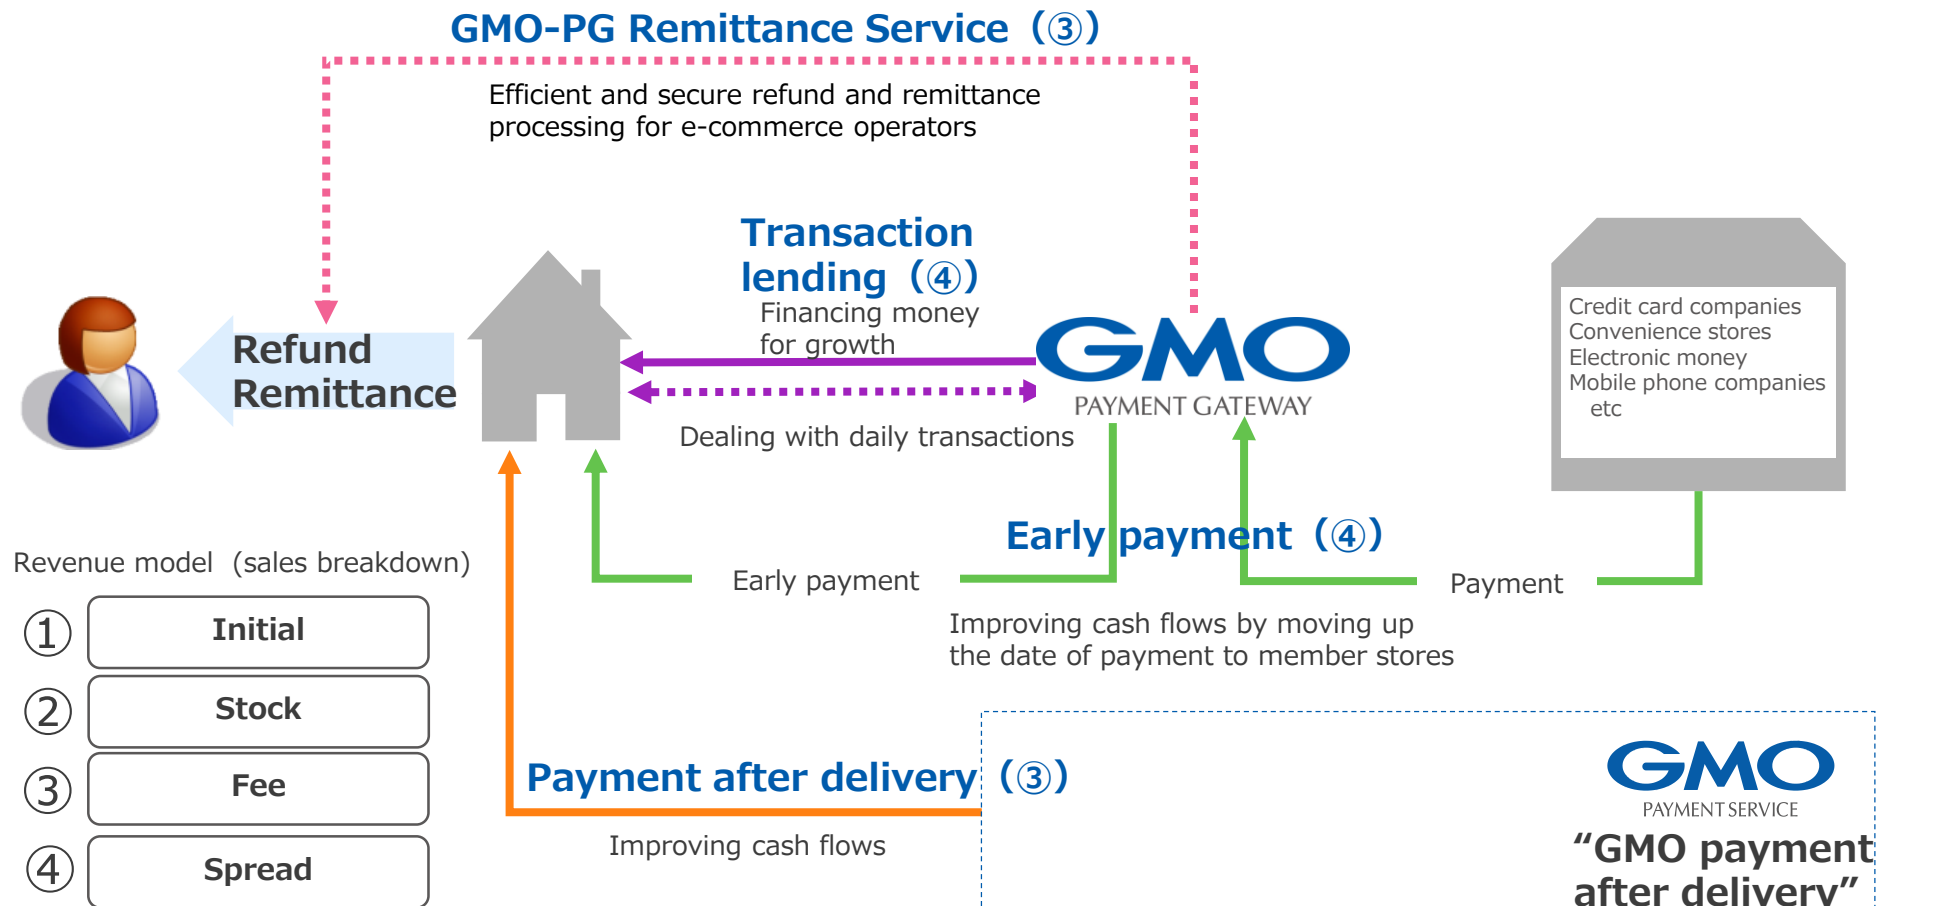 GMO-PG Remittance Service（③）
Efficient and secure refund and remittance
processing for e-commerce operators
Transaction
lending（④）
Financing money
for growth
Refund
Remittance
GMO
PAYMENT GATEWAY
Dealing with daily transactions
Credit card companies
Convenience stores
Electronic money
Mobile phone companies
etc
Early payment（④）
Early payment
Payment
Improving cash flows by moving up
the date of payment to member stores
Revenue model (sales breakdown)
① Initial
② Stock
③ Fee
④ Spread
Payment after delivery（③）
Improving cash flows
GMO
PAYMENT SERVICE
“GMO payment
after delivery”